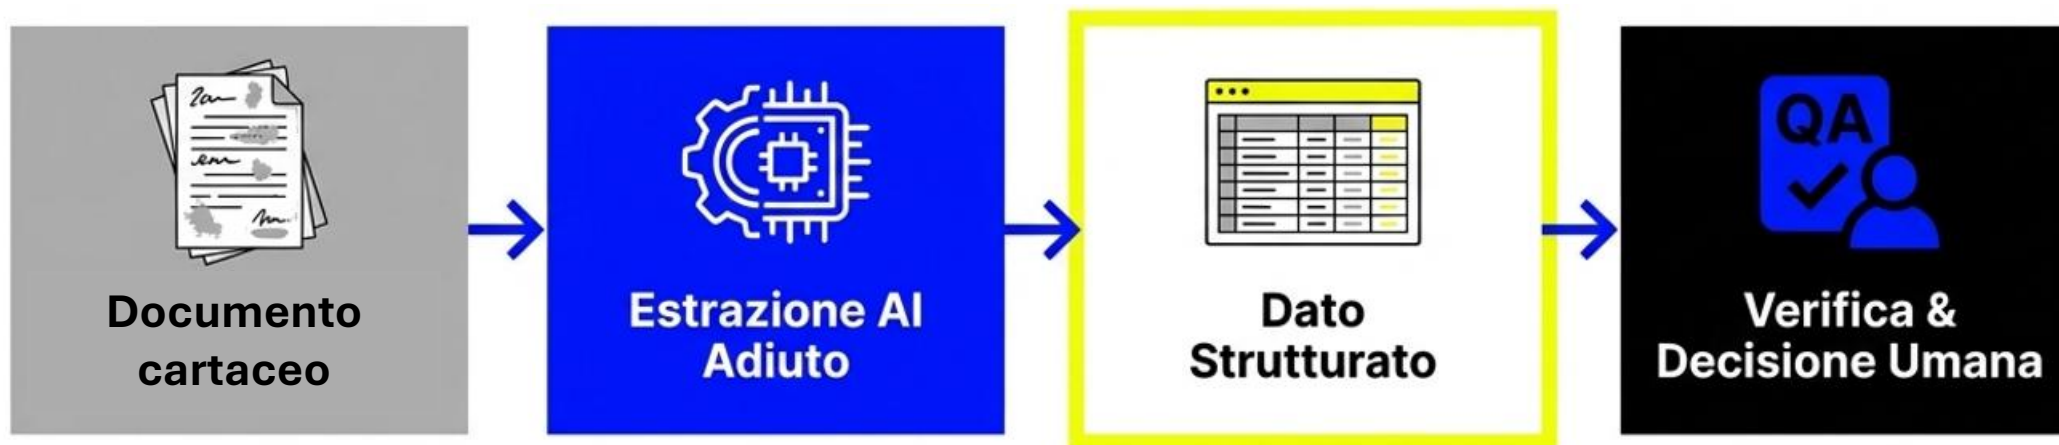 Documento
cartaceo
Estrazione AI
Adiuto
Dato
Strutturato
QA
Verifica &
Decisione Umana